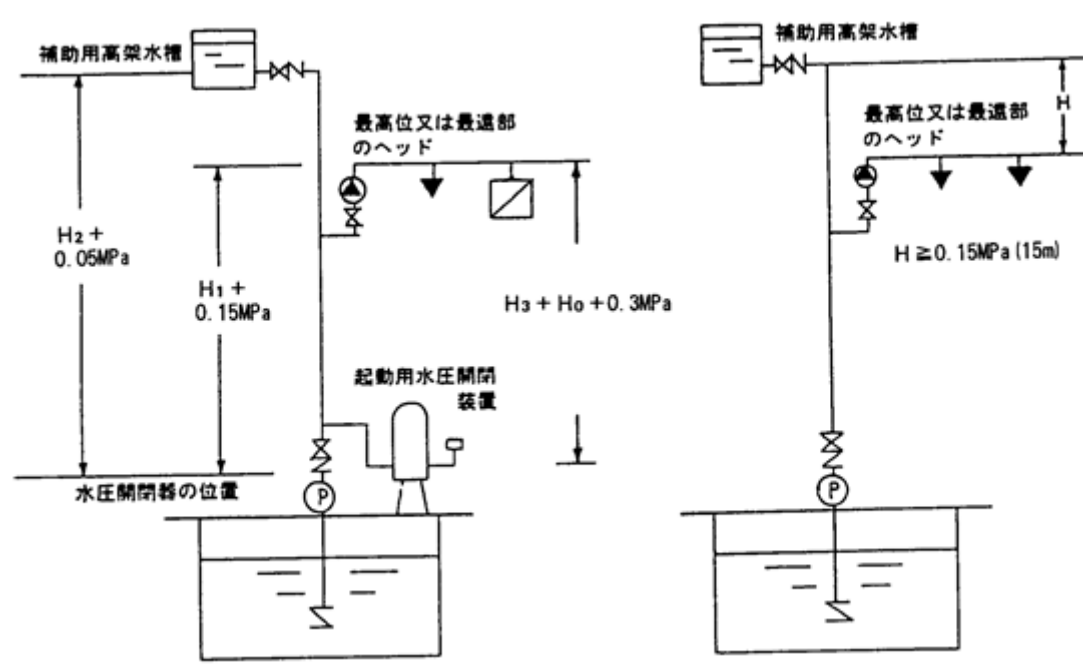 補助用高架水槽
最高位又は最遠部
のヘッド
H₂+
0.05MPa
H₁+
0.15MPa
H₃+H₀+0.3MPa
起動用水圧開閉
装置
水圧開閉器の位置
P
補助用高架水槽
H
最高位又は最遠部
のヘッド
H≧0.15MPa(15m)
P